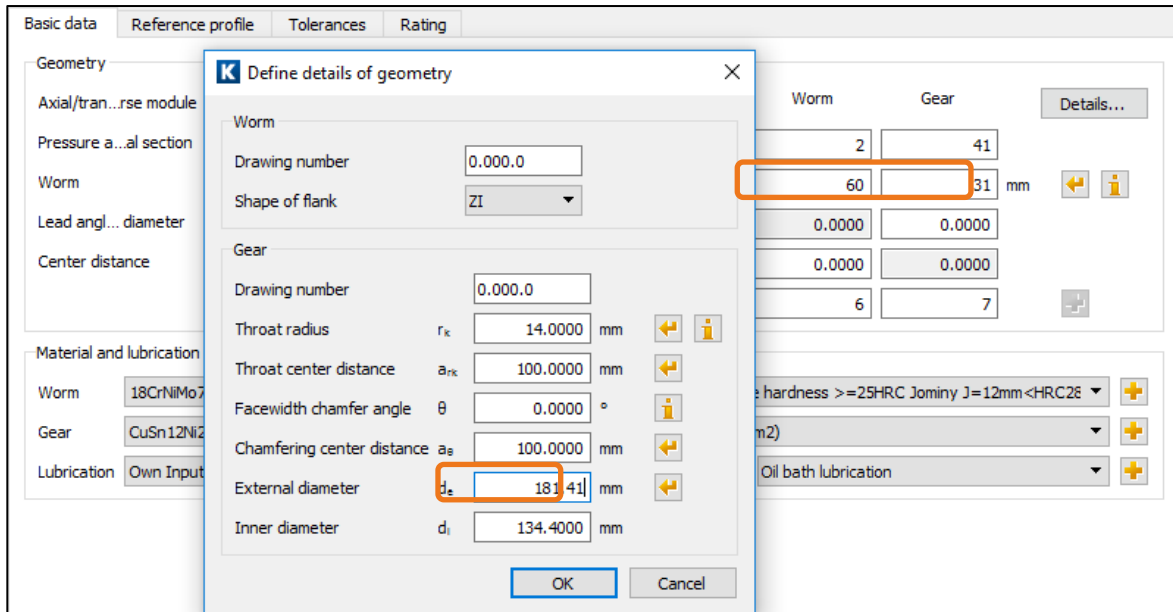 Basic data Reference profile Tolerances Rating
Geometry
Axial/tran...rse module
Pressure a...al section
Worm
Lead angl... diameter
Center distance
Define details of geometry
Worm
Drawing number 0.000.0
Shape of flank ZI
Gear
Drawing number 0.000.0
Throat radius rₖ 14.0000 mm
Throat center distance aᵣₖ 100.0000 mm
Facewidth chamfer angle θ 0.0000 °
Chamfering center distance aθ 100.0000 mm
External diameter dₑ 181.41 mm
Inner diameter dᵢ 134.4000 mm
OK Cancel
Worm Gear Details...
2 41
60 31 mm
0.0000 0.0000
0.0000 0.0000
6 7
Material and lubrication
Worm 18CrNiMo7 hardness >=25HRC Jominy J=12mm<HRC28
Gear CuSn12Ni2 m2)
Lubrication Own Input Oil bath lubrication